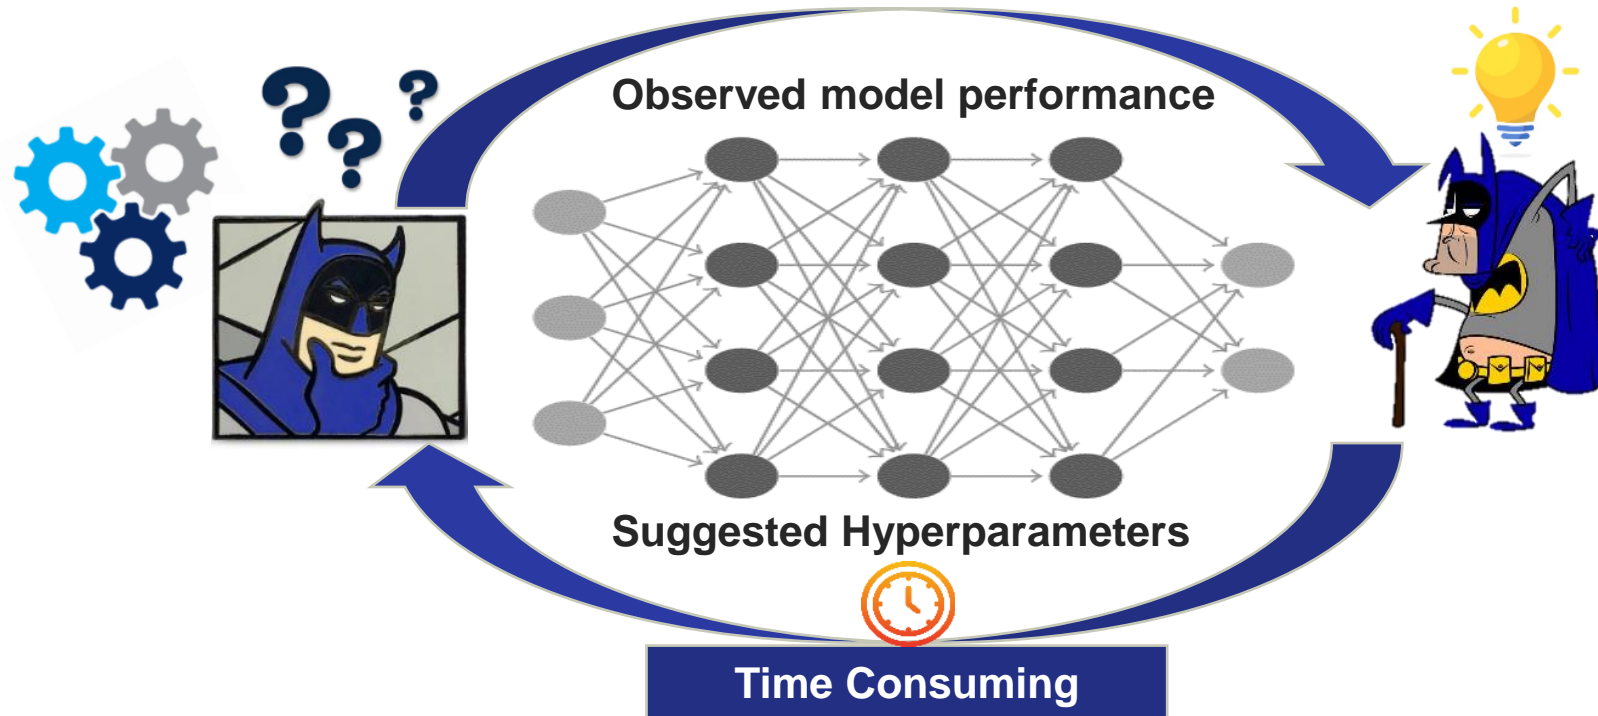 ? ? ?
Observed model performance
Suggested Hyperparameters
Time Consuming